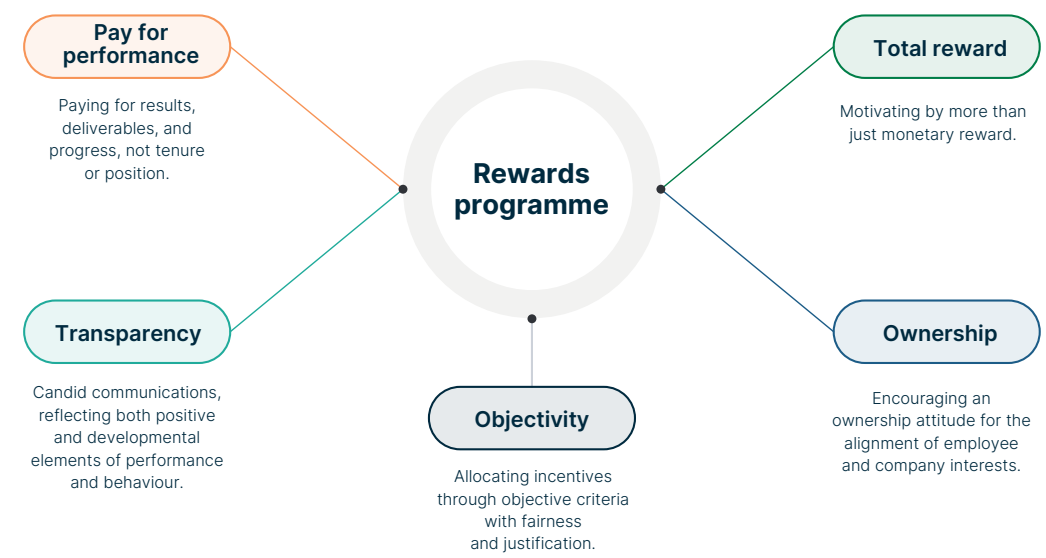 Pay for
performance
Paying for results,
deliverables, and
progress, not tenure
or position.
Total reward
Motivating by more than
just monetary reward.
Rewards
programme
Transparency
Candid communications,
reflecting both positive
and developmental
elements of performance
and behaviour.
Objectivity
Allocating incentives
through objective criteria
with fairness
and justification.
Ownership
Encouraging an
ownership attitude for the
alignment of employee
and company interests.